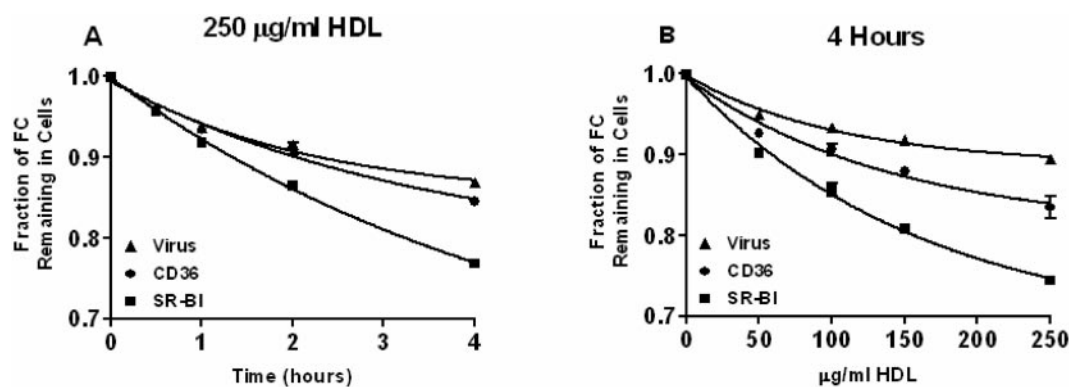 A
250 μg/ml HDL
Fraction of FC
Remaining in Cells
1.0
0.9
0.8
0.7
Virus
CD36
SR-BI
0 1 2 3 4
Time (hours)
B
4 Hours
Fraction of FC
Remaining in Cells
1.0
0.9
0.8
0.7
Virus
CD36
SR-BI
0 50 100 150 200 250
μg/ml HDL